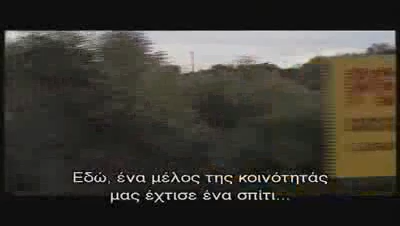 Εδώ, ένα μέλος της κοινότητάς
μας έχτισε ένα σπίτι...